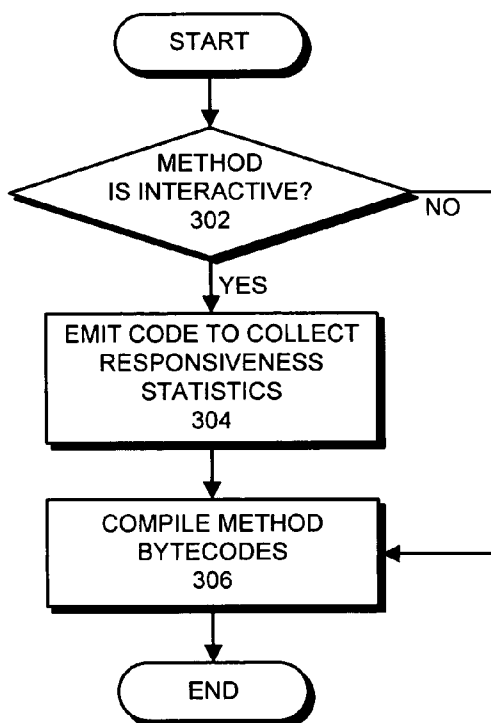 START
METHOD
IS INTERACTIVE?
302
NO
YES
EMIT CODE TO COLLECT
RESPONSIVENESS
STATISTICS
304
COMPILE METHOD
BYTECODES
306
END